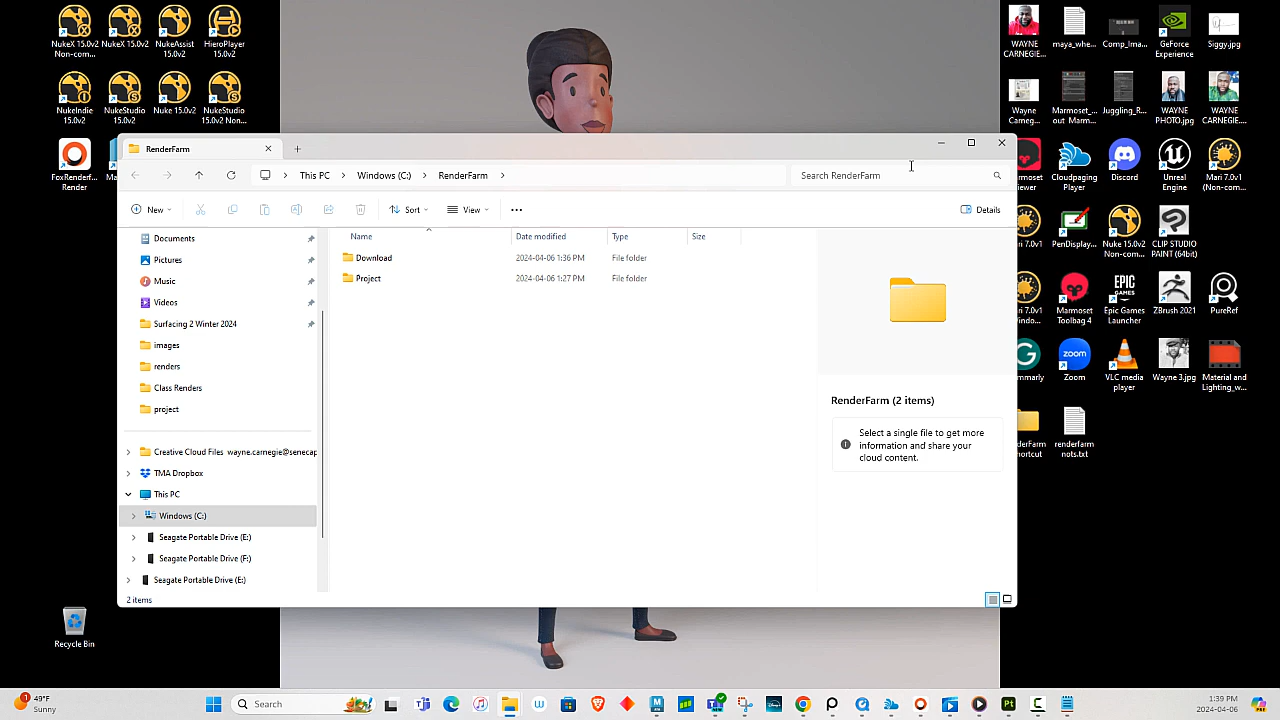 NukeX 15.0v2 Non-com...
NukeX 15.0v2
NukeAssist 15.0v2
HieroPlayer 15.0v2
WAYNE CARNEGIE...
maya_whe...
Comp_Ima...
GeForce Experience
Siggy.jpg
NukeIndie 15.0v2
NukeStudio 15.0v2
Nuke 15.0v2
NukeStudio 15.0v2 Non...
Wayne Carneg...
Marmoset_...out_Marm...
Juggling_R...
WAYNE PHOTO.jpg
WAYNE CARNEGIE...
FoxRender... Render
RenderFarm
Windows (C:)
RenderFarm
Search RenderFarm
New
Sort
View
Details
Name
Date modified
Type
Size
Download
2024-04-06 1:36 PM
File folder
Project
2024-04-06 1:27 PM
File folder
Documents
Pictures
Music
Videos
Surfacing 2 Winter 2024
images
renders
Class Renders
project
Creative Cloud Files wayne.carnegie@senecap
TMA Dropbox
This PC
Windows (C:)
Seagate Portable Drive (E:)
Seagate Portable Drive (F:)
Seagate Portable Drive (E:)
2 items
RenderFarm (2 items)
Select a single file to get more
information and share your
cloud content.
Cloudpaging Player
Discord
Unreal Engine
Mari 7.0v1 (Non-com...
PenDisplay...
Nuke 15.0v2 Non-com...
CLIP STUDIO PAINT (64bit)
Marmoset Toolbag 4
EPIC GAMES
Epic Games Launcher
ZBrush 2021
PureRef
zoom
Zoom
VLC media player
Wayne 3.jpg
Material and Lighting_w...
renderfarm nots.txt
Recycle Bin
49°F
Sunny
Search
1:39 PM
2024-04-06